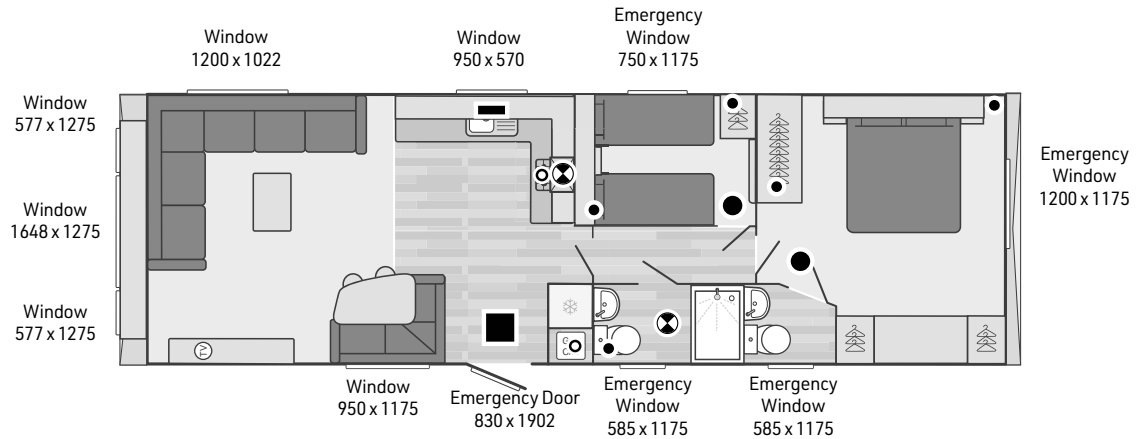 Window
1200 x 1022
Window
950 x 570
Emergency
Window
750 x 1175
Window
577 x 1275
Window
1648 x 1275
Window
577 x 1275
Emergency
Window
1200 x 1175
TV
Window
950 x 1175
Emergency Door
830 x 1902
Emergency
Window
585 x 1175
Emergency
Window
585 x 1175